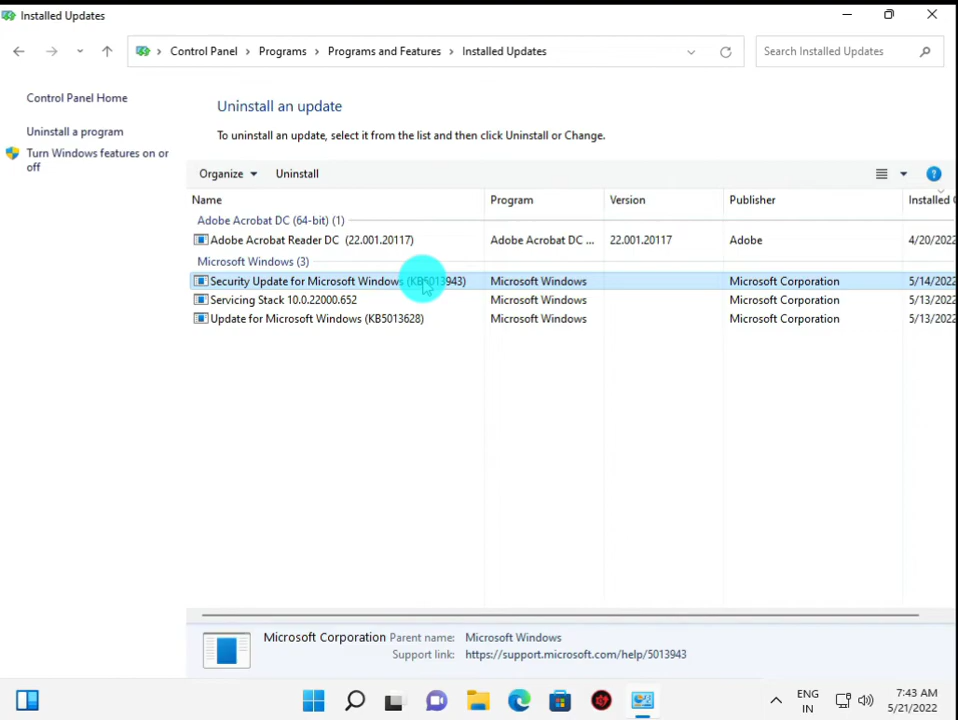 Installed Updates
Control Panel > Programs > Programs and Features > Installed Updates
Search Installed Updates
Control Panel Home
Uninstall a program
Turn Windows features on or
off
Uninstall an update
To uninstall an update, select it from the list and then click Uninstall or Change.
Organize Uninstall
Name Program Version Publisher Installed
Adobe Acrobat DC (64-bit) (1)
Adobe Acrobat Reader DC (22.001.20117) Adobe Acrobat DC ... 22.001.20117 Adobe 4/20/2022
Microsoft Windows (3)
Security Update for Microsoft Windows (KB5013943) Microsoft Windows Microsoft Corporation 5/14/2022
Servicing Stack 10.0.22000.652 Microsoft Windows Microsoft Corporation 5/13/2022
Update for Microsoft Windows (KB5013628) Microsoft Windows Microsoft Corporation 5/13/2022
Microsoft Corporation Parent name: Microsoft Windows
Support link: https://support.microsoft.com/help/5013943
ENG
IN
7:43 AM
5/21/2022